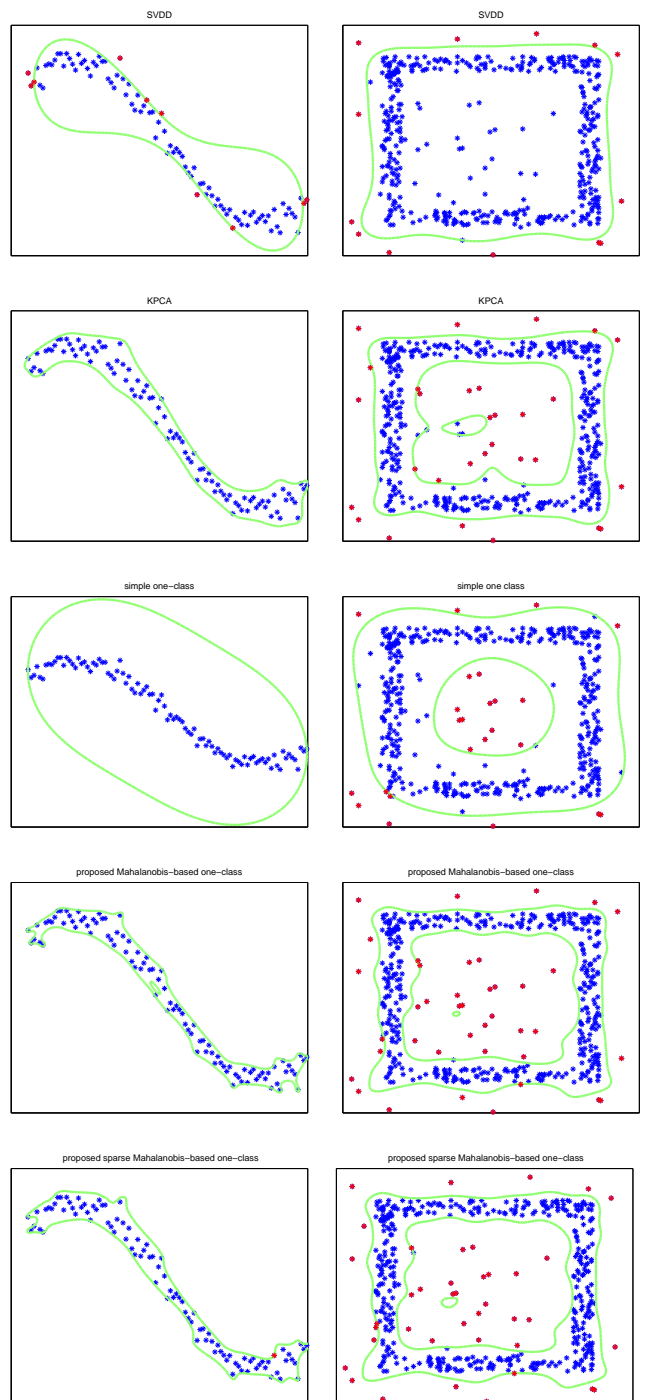 SVDD
SVDD
KPCA
KPCA
simple one−class
simple one class
proposed Mahalanobis−based one−class
proposed Mahalanobis−based one−class
proposed sparse Mahalanobis−based one−class
proposed sparse Mahalanobis−based one−class